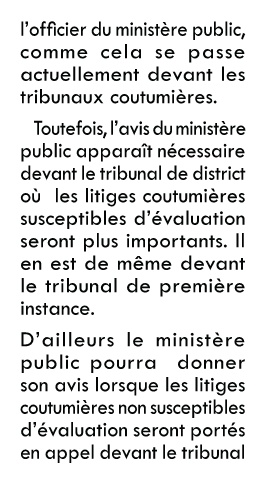 l'officier du ministère public,
comme cela se passe
actuellement devant les
tribunaux coutumières.
Toutefois, l'avis du ministère
public apparaît nécessaire
devant le tribunal de district
où les litiges coutumières
susceptibles d'évaluation
seront plus importants. Il
en est de même devant
le tribunal de première
instance.
D'ailleurs le ministère
public pourra donner
son avis lorsque les litiges
coutumières non susceptibles
d'évaluation seront portés
en appel devant le tribunal